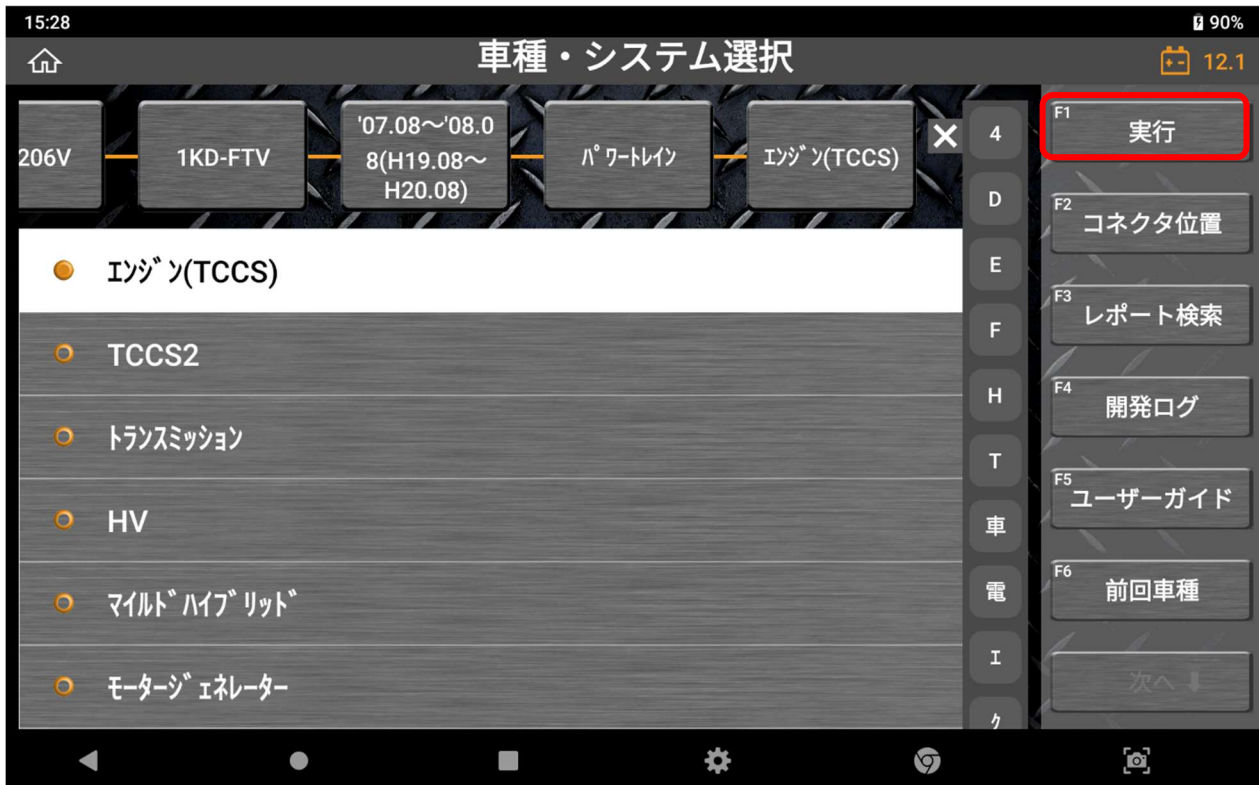 15:28
90%
車種・システム選択
12.1
206V
1KD-FTV
'07.08～'08.0
8(H19.08～
H20.08)
ﾊﾟﾜｰﾄﾚｲﾝ
ｴﾝｼﾞﾝ(TCCS)
4
D
E
F
H
T
車
電
ｴ
ｸ
ｴﾝｼﾞﾝ(TCCS)
TCCS2
ﾄﾗﾝｽﾐｯｼｮﾝ
HV
ﾏｲﾙﾄﾞﾊｲﾌﾞﾘｯﾄﾞ
ﾓｰﾀｰｼﾞｪﾈﾚｰﾀｰ
F1
実行
F2
コネクタ位置
F3
レポート検索
F4
開発ログ
F5
ユーザーガイド
F6
前回車種
次へ⬇